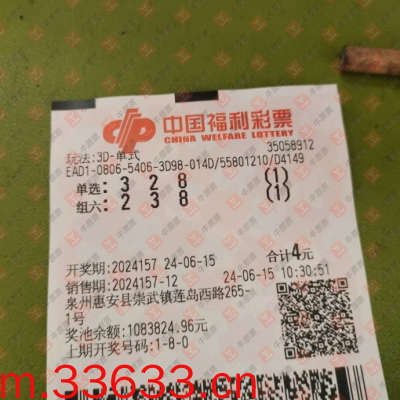 中国福利彩票
CHINA WELFARE LOTTERY
玩法:3D-单式 35058912
EAD1-0806-5406-3D98-014D/55801210/D4149
单选: 3 2 8 (1)
组六: 2 3 8 (1)
合计4元
开奖期:2024157 24-06-15
销售期:2024157-12 24-06-15 10:30:51
泉州惠安县崇武镇莲岛西路265-
1号
奖池余额:1083824.96元
上期开奖号码:1-8-0
m.33633.cn